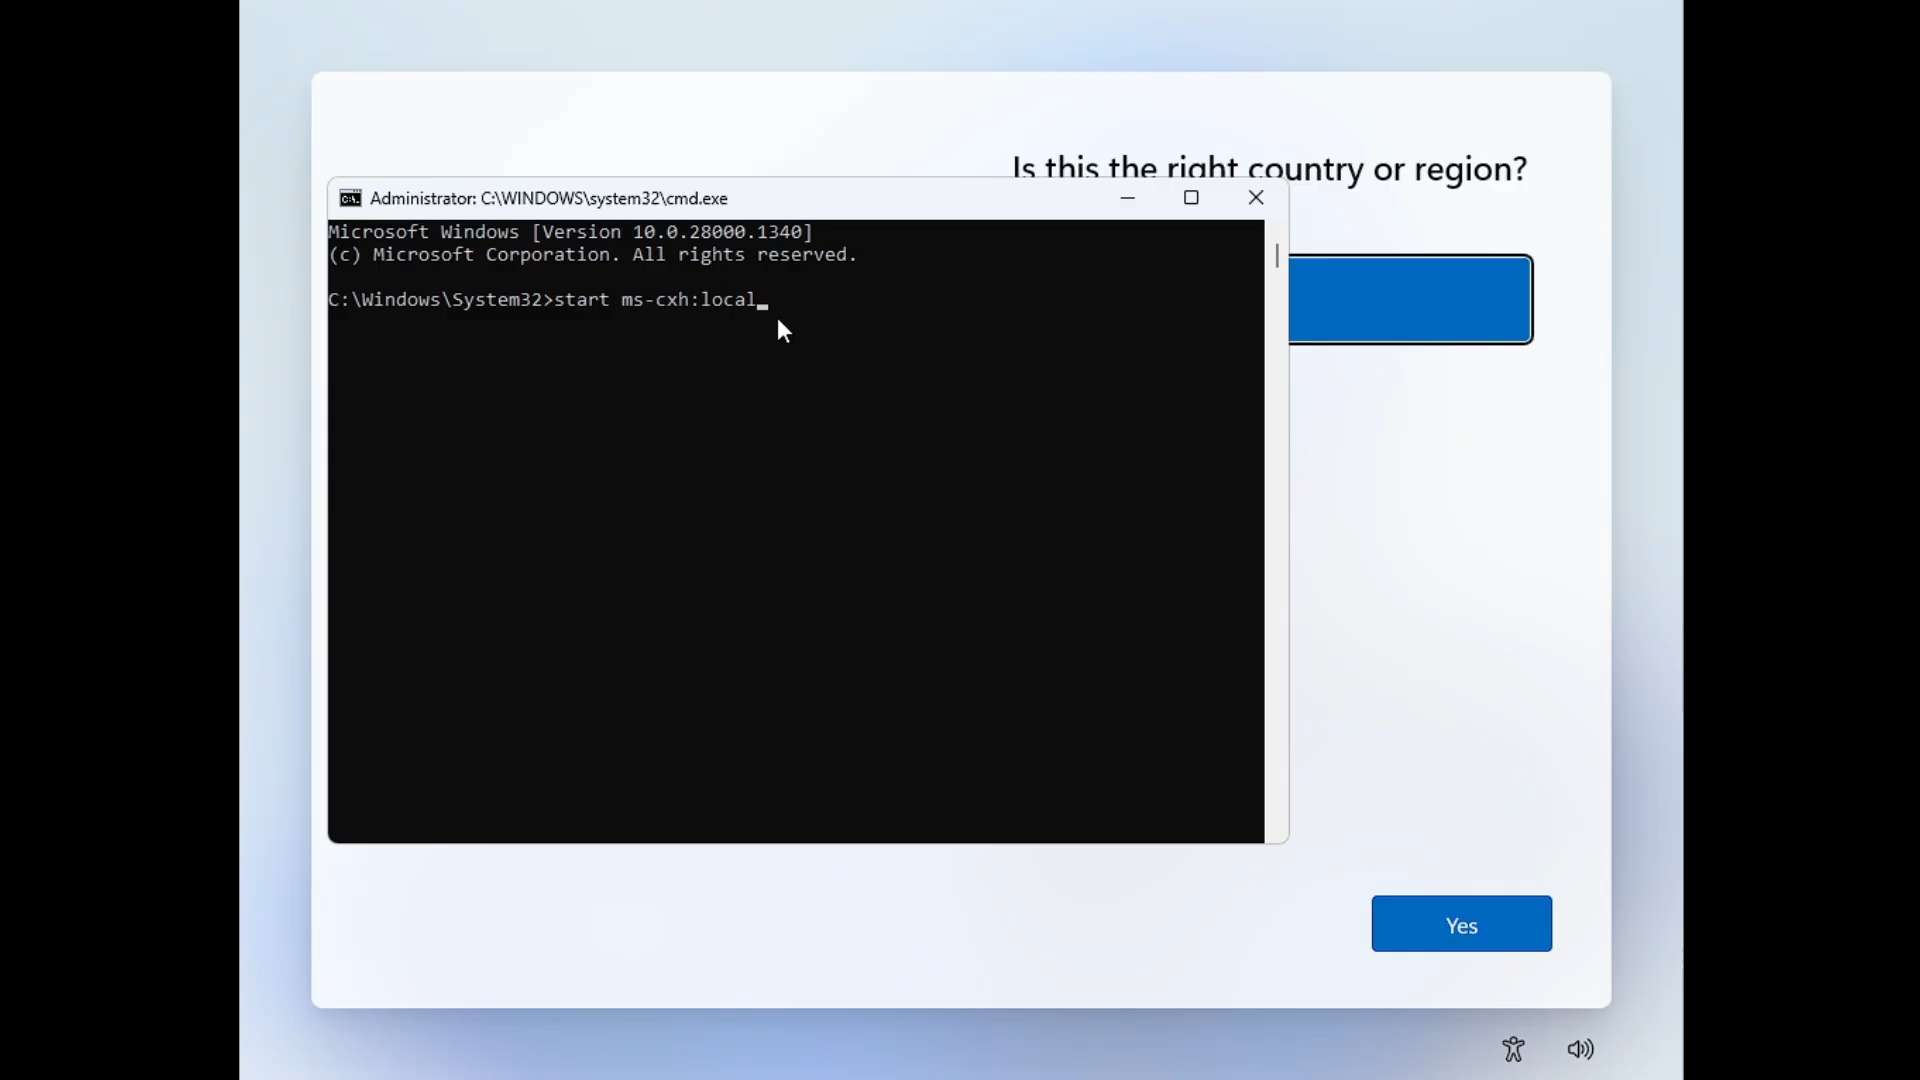 Is this the right country or region?
Administrator: C:\WINDOWS\system32\cmd.exe
Microsoft Windows [Version 10.0.28000.1340]
(c) Microsoft Corporation. All rights reserved.
C:\Windows\System32>start ms-cxh:local_
Yes